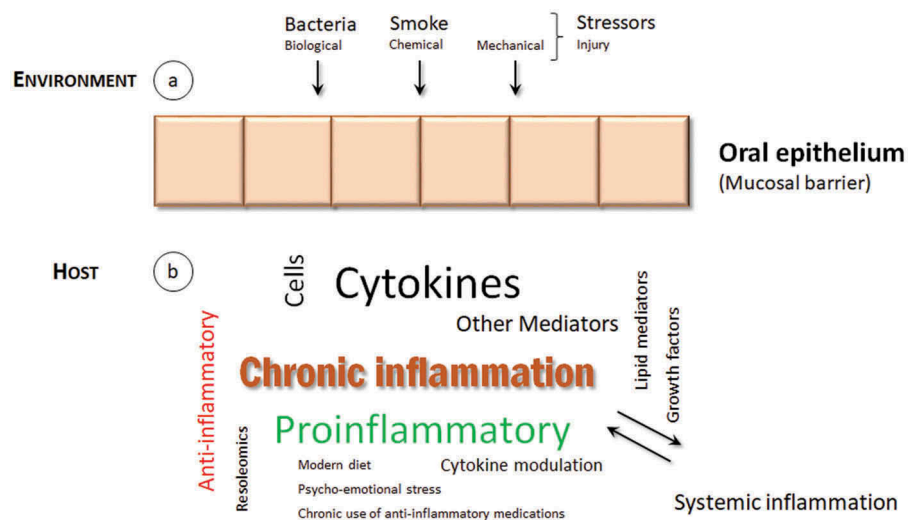 Bacteria
Biological
Smoke
Chemical
Mechanical
Stressors
Injury
ENVIRONMENT
a
Oral epithelium
(Mucosal barrier)
HOST
b
Cells
Cytokines
Other Mediators
Lipid mediators
Growth factors
Anti-inflammatory
Chronic inflammation
Proinflammatory
Resoleomics
Modern diet
Cytokine modulation
Psycho-emotional stress
Chronic use of anti-inflammatory medications
Systemic inflammation